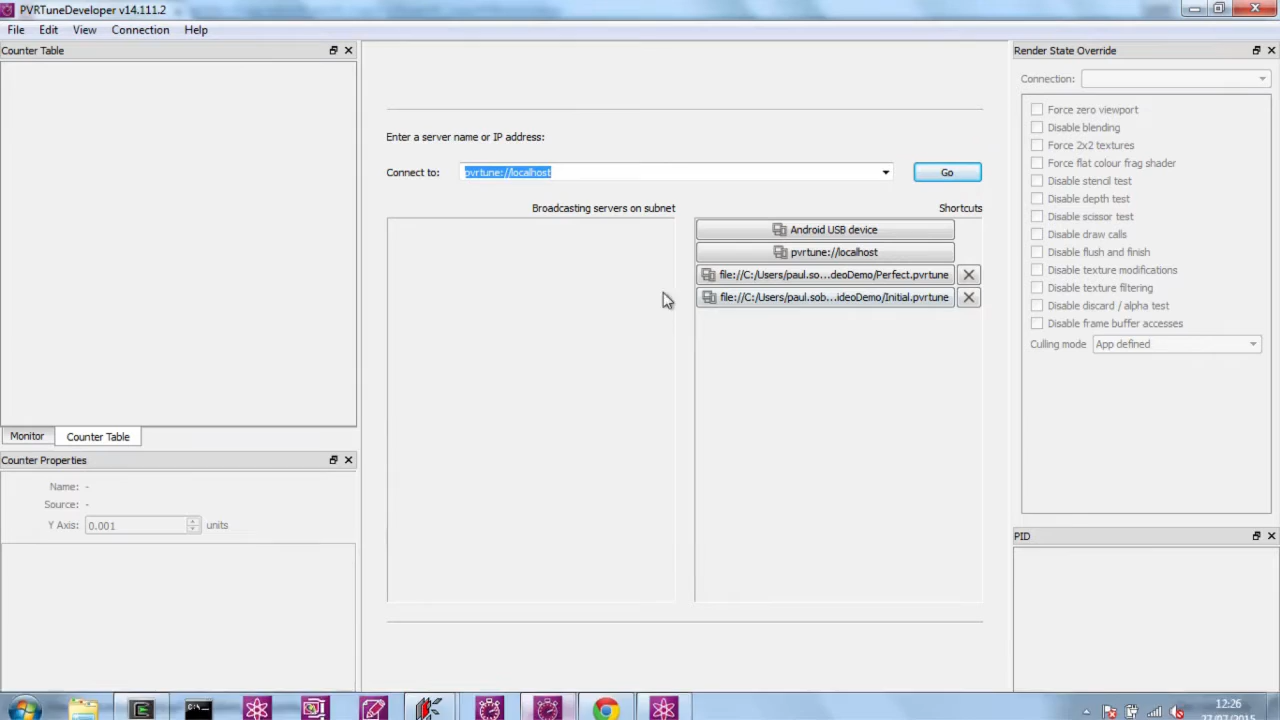 PVRTuneDeveloper v14.111.2
File Edit View Connection Help
Counter Table
Monitor Counter Table
Counter Properties
Name: -
Source: -
Y Axis: 0.001 units
Enter a server name or IP address:
Connect to: pvrtune://localhost Go
Broadcasting servers on subnet
Shortcuts
Android USB device
pvrtune://localhost
file://C:/Users/paul.so...deoDemo/Perfect.pvrtune
file://C:/Users/paul.sob...ideoDemo/Initial.pvrtune
Render State Override
Connection:
Force zero viewport
Disable blending
Force 2x2 textures
Force flat colour frag shader
Disable stencil test
Disable depth test
Disable scissor test
Disable draw calls
Disable flush and finish
Disable texture modifications
Disable texture filtering
Disable discard / alpha test
Disable frame buffer accesses
Culling mode App defined
PID
12:26
27/07/2015